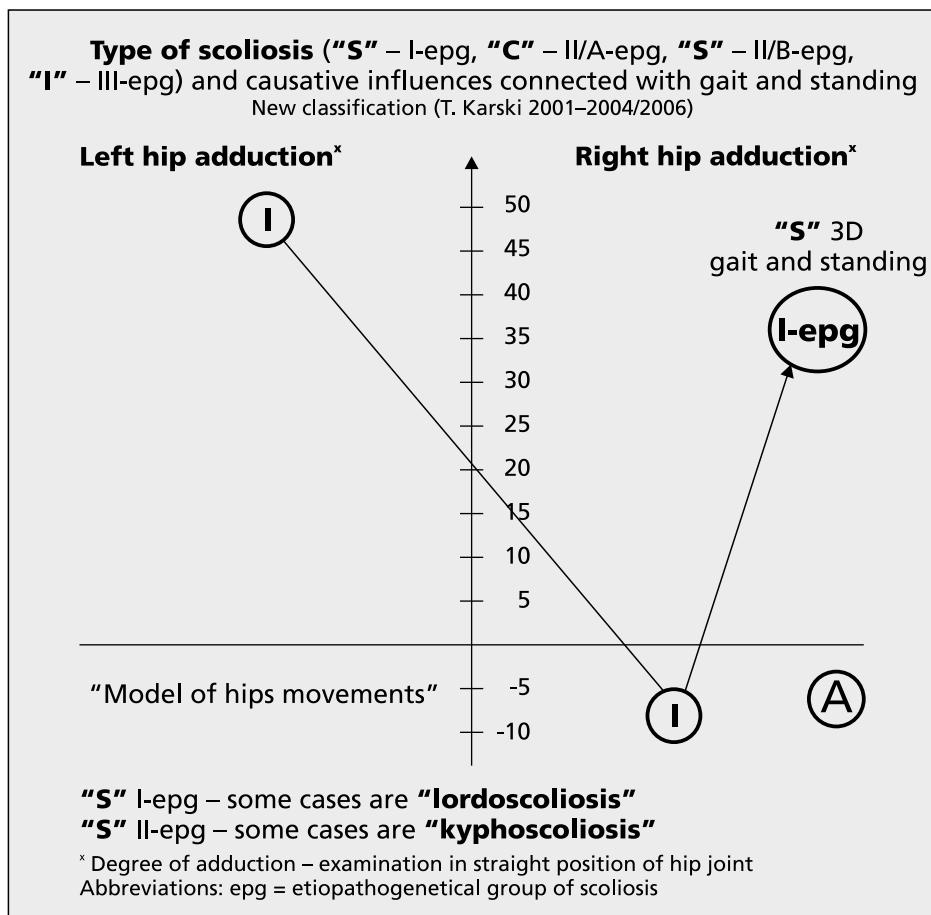 Type of scoliosis (“S” – I-epg, “C” – II/A-epg, “S” – II/B-epg,
“I” – III-epg) and causative influences connected with gait and standing
New classification (T. Karski 2001–2004/2006)
Left hip adductionˣ
Right hip adductionˣ
50
I
“S” 3D
45
gait and standing
40
35
I-epg
30
25
20
15
10
5
“Model of hips movements”
-5
I
A
-10
“S” I-epg – some cases are “lordoscoliosis”
“S” II-epg – some cases are “kyphoscoliosis”
ˣ Degree of adduction – examination in straight position of hip joint
Abbreviations: epg = etiopathogenetical group of scoliosis